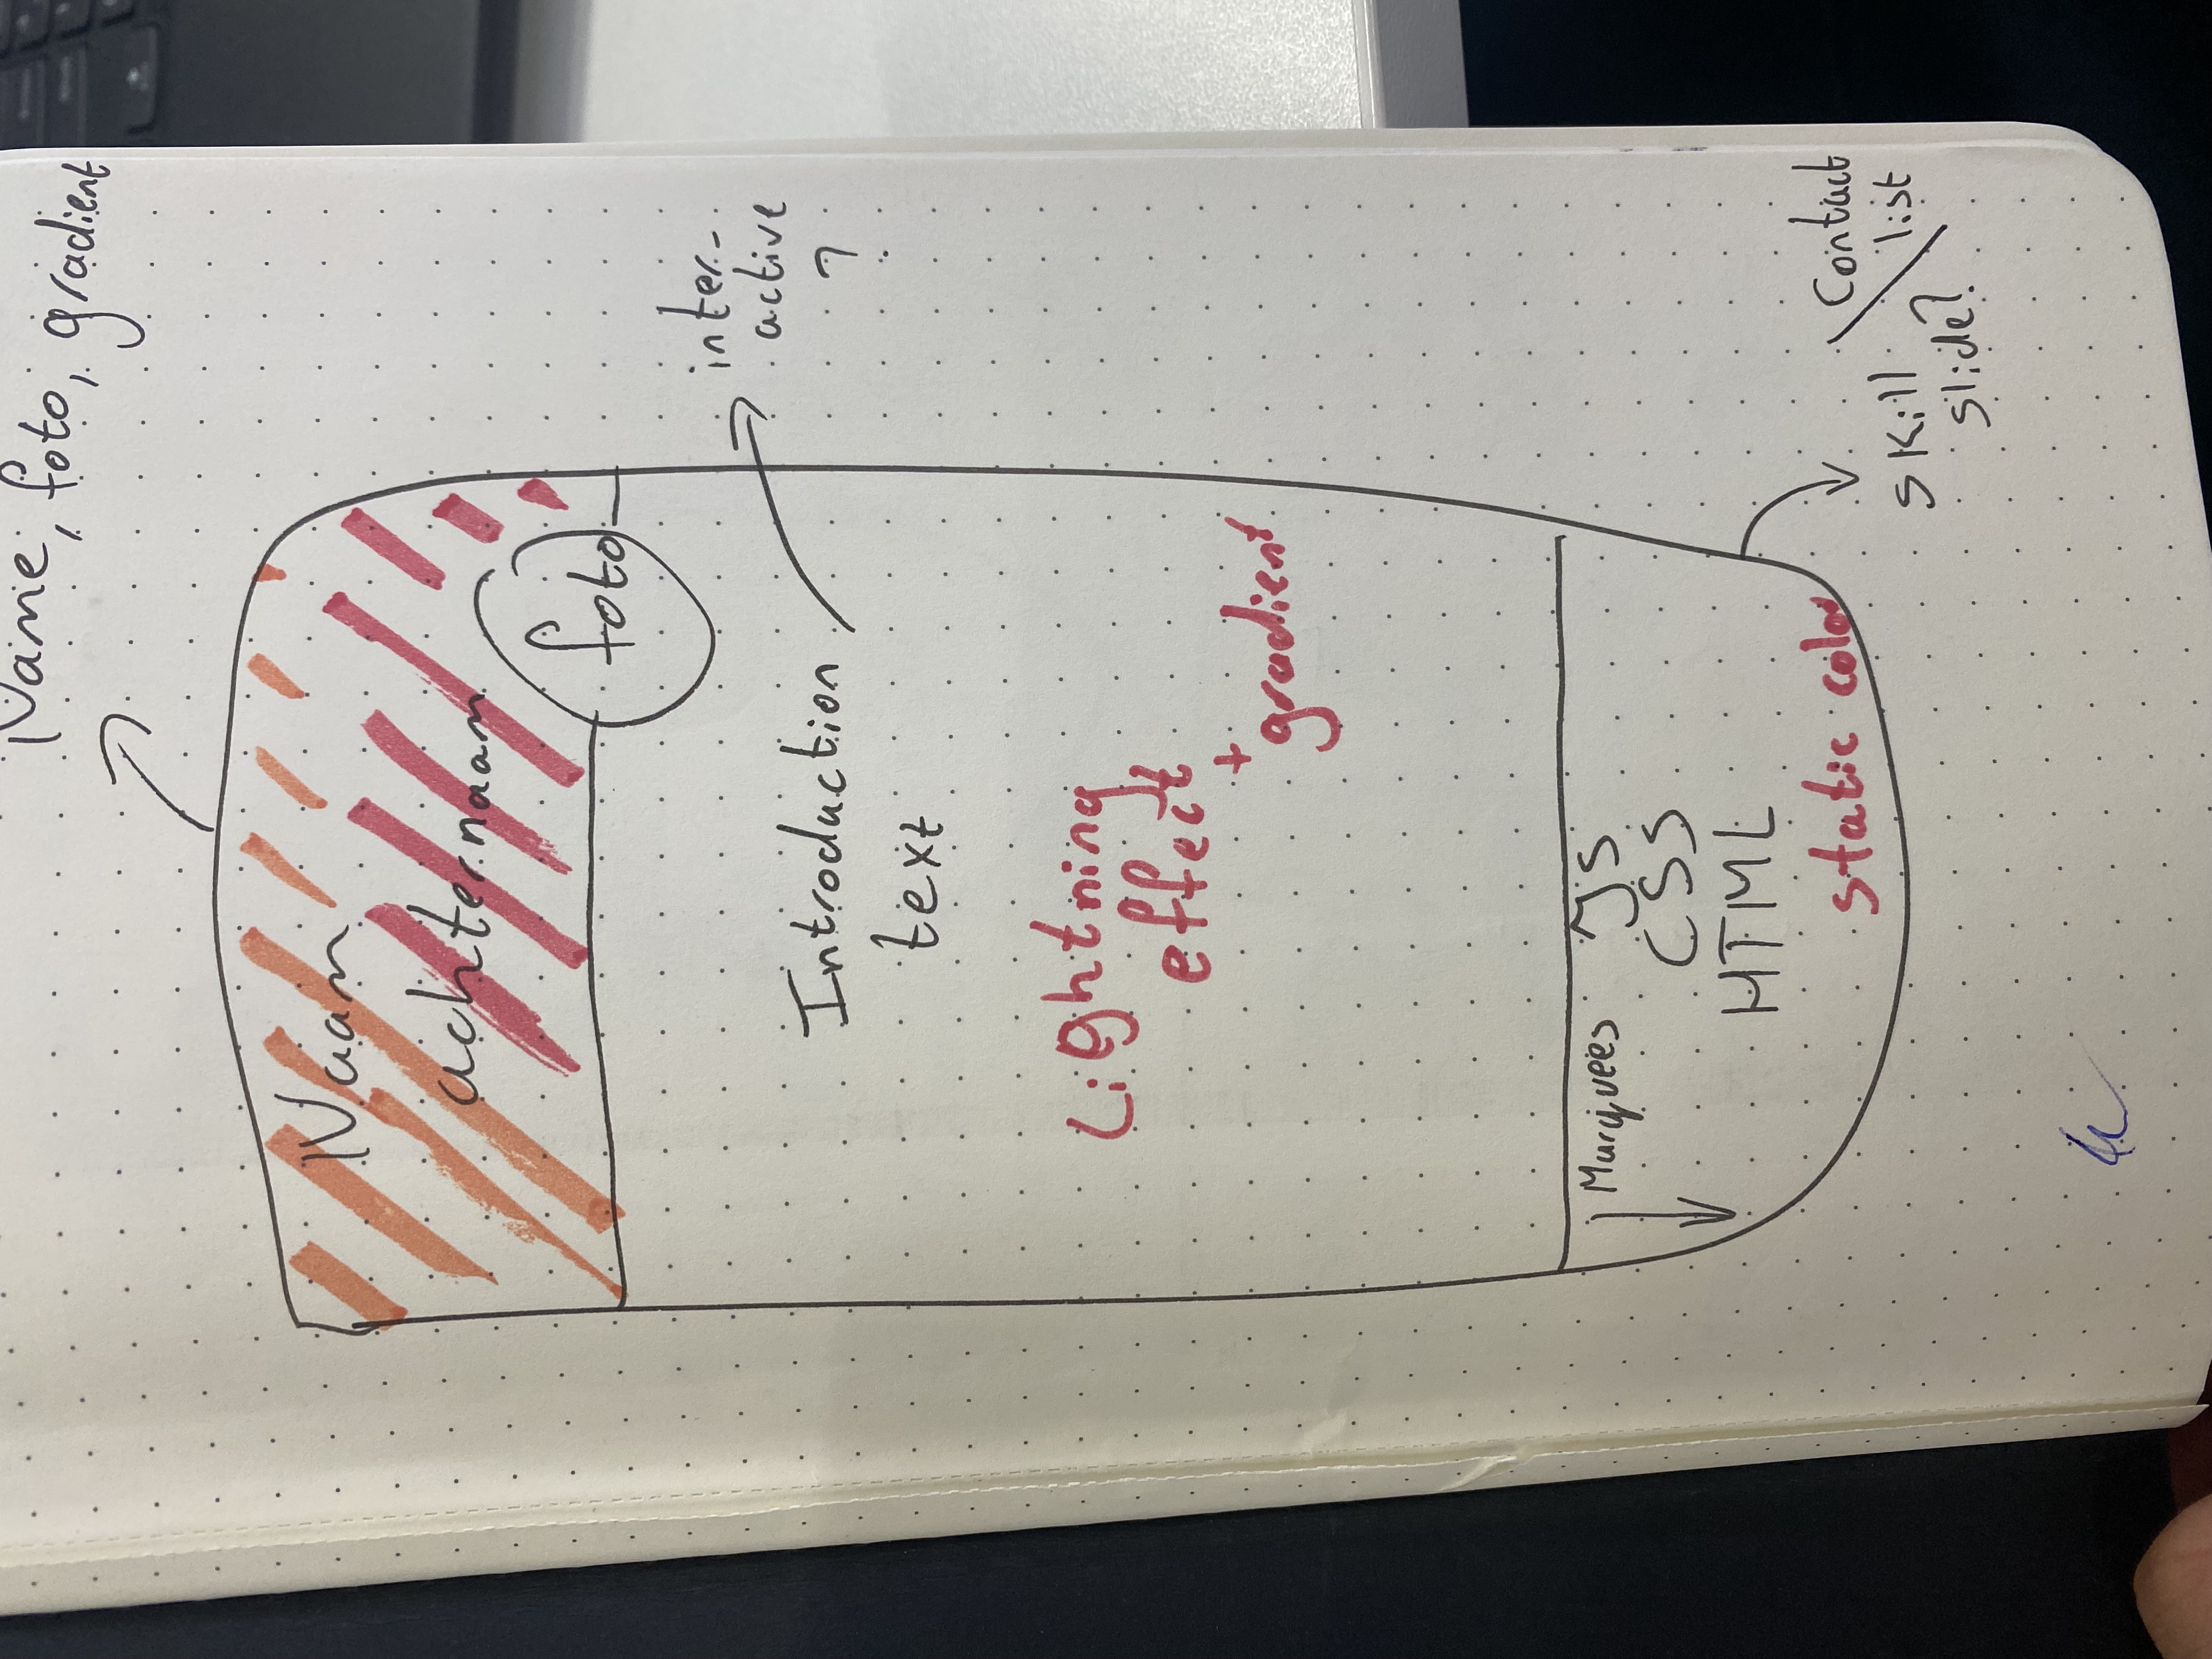 Name, foto, gradient
Naam
achternaam
foto
inter-
active
?
Introduction
text
Lightning
effect
+
gradient
Marquees
JS
CSS
HTML
static color
Skill
slide?
\
Contact
list